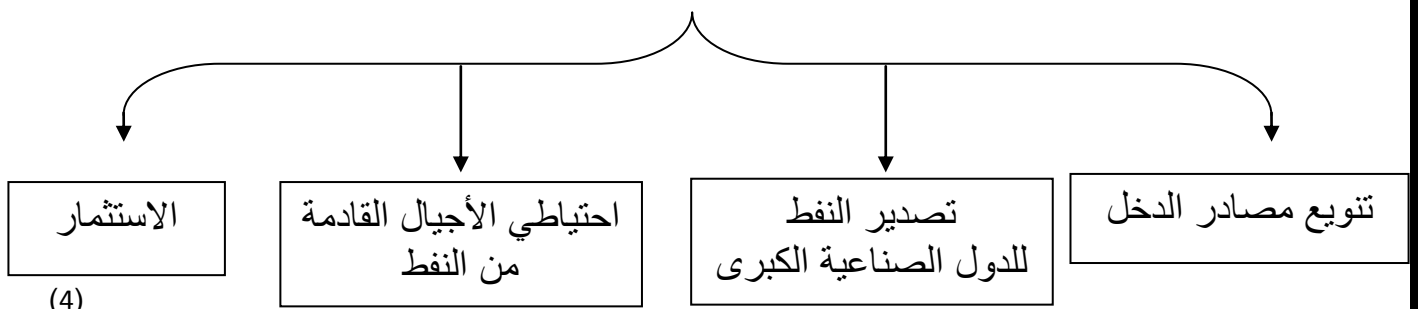 تنويع مصادر الدخل
تصدير النفط
للدول الصناعية الكبرى
احتياطي الأجيال القادمة
من النفط
الاستثمار
(4)